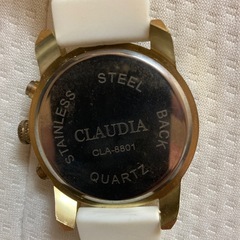 STAINLESS STEEL BACK
CLAUDIA
CLA-8801
QUARTZ